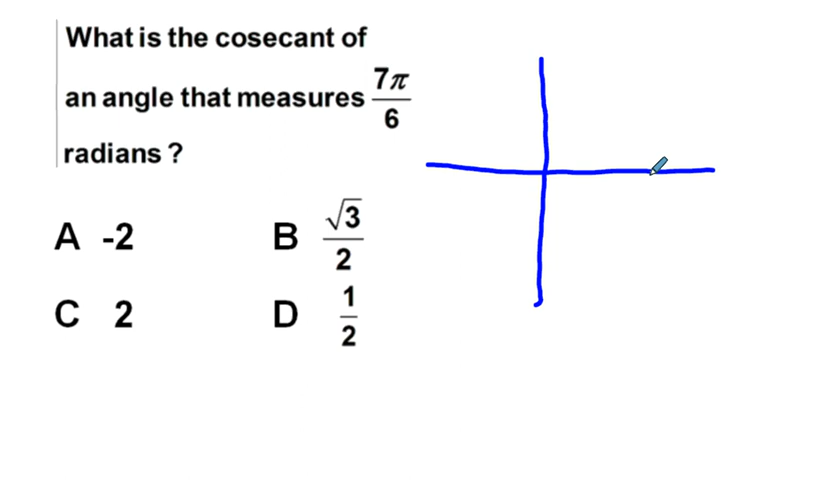 What is the cosecant of
an angle that measures 7π/6
radians ?
A -2 B √3/2
C 2 D 1/2